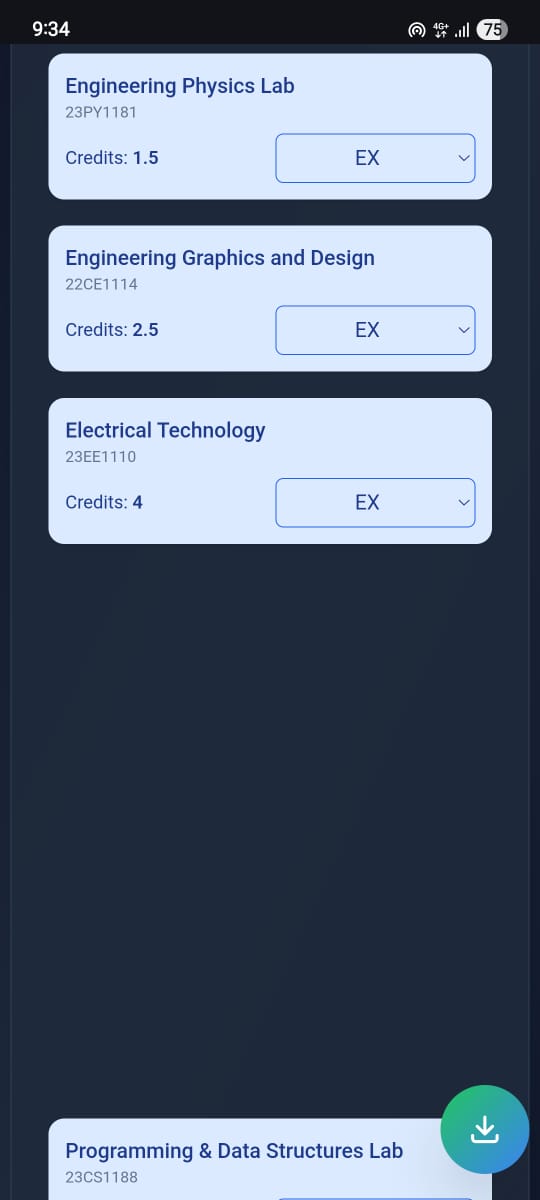 9:34
4G+
75
Engineering Physics Lab
23PY1181
Credits: 1.5
EX
Engineering Graphics and Design
22CE1114
Credits: 2.5
EX
Electrical Technology
23EE1110
Credits: 4
EX
Programming & Data Structures Lab
23CS1188